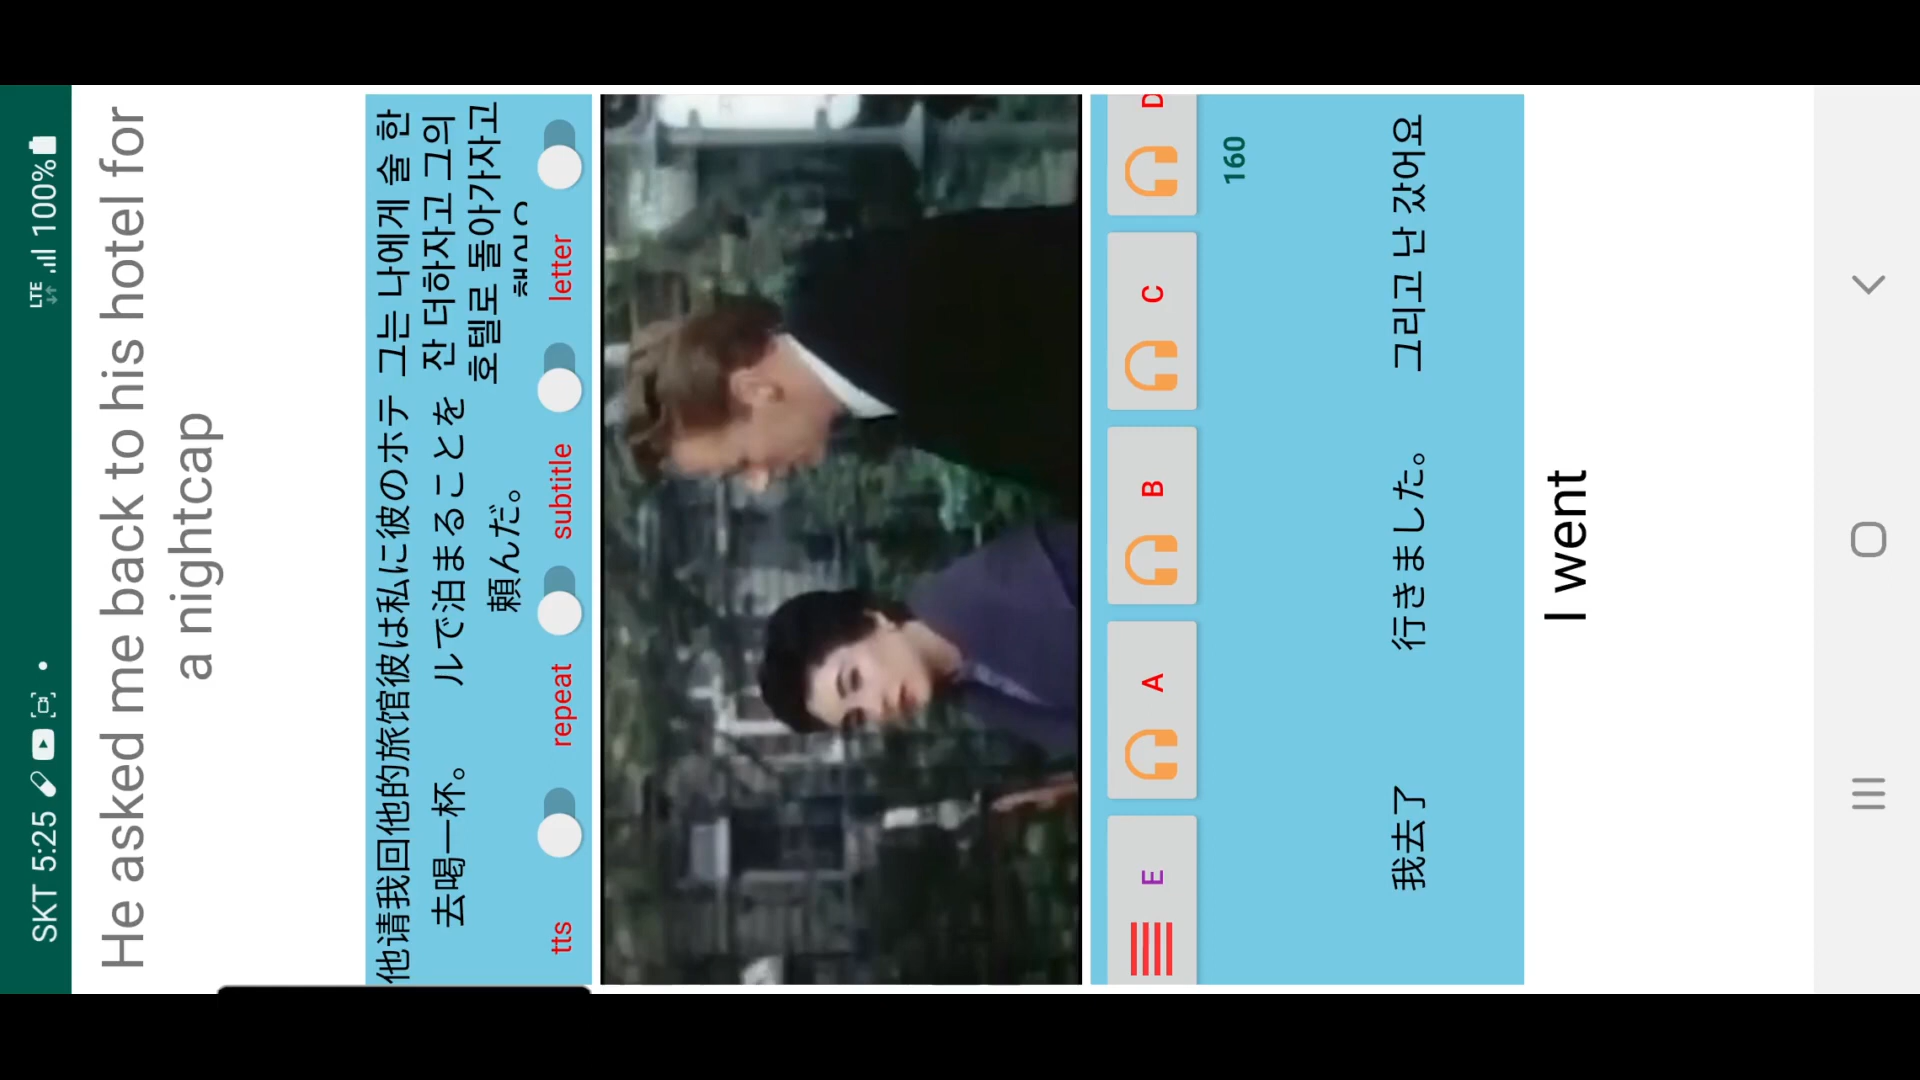 SKT 5:25
LTE 100%
He asked me back to his hotel for
a nightcap
他请我回他的旅馆
去喝一杯。
彼は私に彼のホテ
ルで泊まることを
頼んだ。
그는 나에게 술 한
잔 더하자고 그의
호텔로 돌아가자고
tts
repeat
subtitle
letter
E
A
B
C
D
160
我去了
行きました。
그리고 난 갔어요
I went